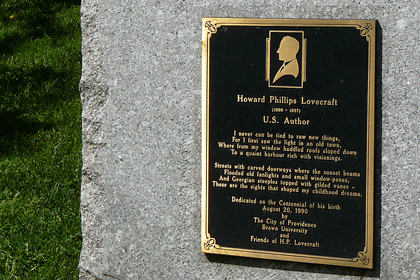 Howard Phillips Lovecraft
(1890 - 1937)
U.S. Author
I never can be tied to raw new things,
For I first saw the light in an old town,
Where from my window huddled roofs sloped down
To a quaint harbour rich with visionings.
Streets with carved doorways where the sunset beams
Flooded old fanlights and small window-panes,
And Georgian steeples topped with gilded vanes -
These are the sights that shaped my childhood dreams.
Dedicated on the Centennial of his birth
August 20, 1990
by
The City of Providence
Brown University
and
Friends of H.P. Lovecraft